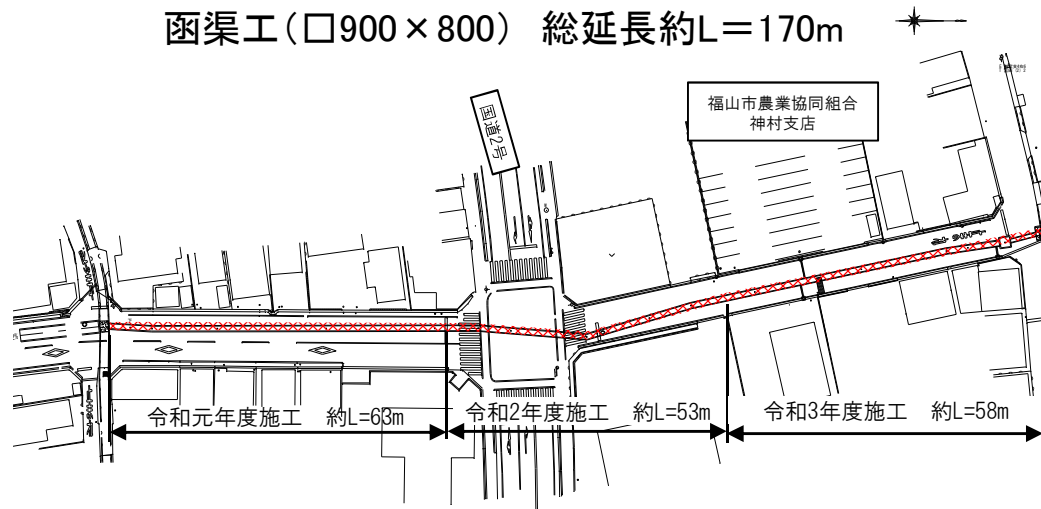 函渠工(□900×800) 総延長約L=170m
国道2号
福山市農業協同組合
神村支店
令和元年度施工 約L=63m
令和2年度施工 約L=53m
令和3年度施工 約L=58m